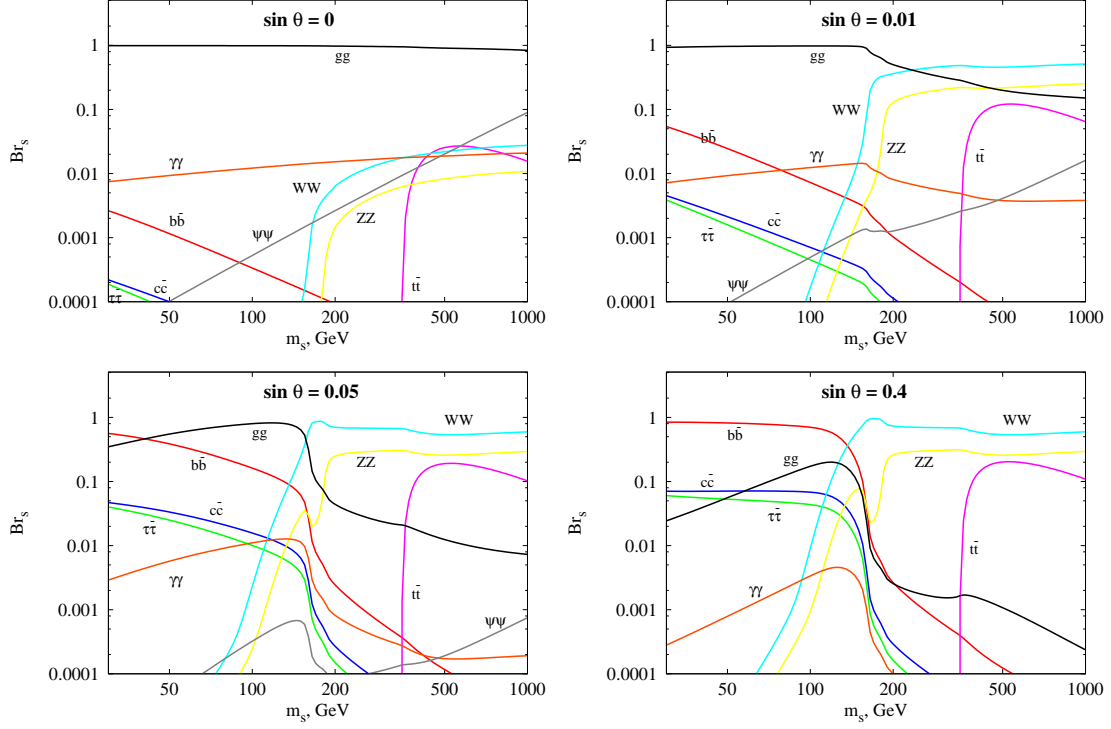 sin θ = 0
Br_s
1
0.1
0.01
0.001
0.0001
gg
γγ
WW
bb̄
ψψ
ZZ
cc̄
ττ̄
tt̄
50
100
200
500
1000
m_s, GeV
sin θ = 0.01
Br_s
1
0.1
0.01
0.001
0.0001
gg
WW
bb̄
γγ
ZZ
tt̄
cc̄
ττ̄
ψψ
50
100
200
500
1000
m_s, GeV
sin θ = 0.05
Br_s
1
0.1
0.01
0.001
0.0001
WW
gg
bb̄
ZZ
cc̄
ττ̄
γγ
tt̄
ψψ
50
100
200
500
1000
m_s, GeV
sin θ = 0.4
Br_s
1
0.1
0.01
0.001
0.0001
WW
bb̄
gg
ZZ
cc̄
ττ̄
tt̄
γγ
50
100
200
500
1000
m_s, GeV